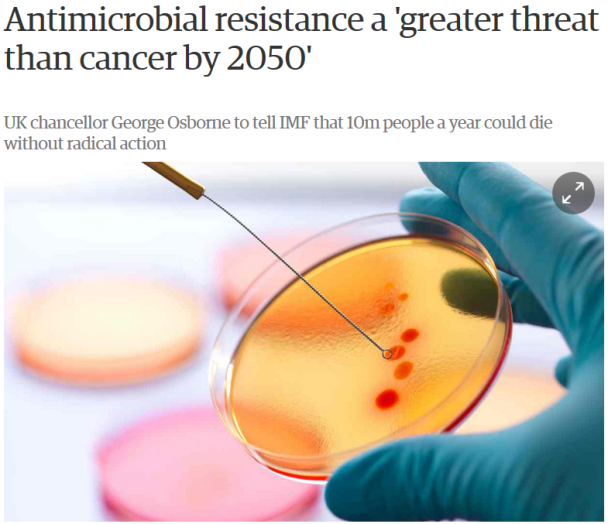 Antimicrobial resistance a 'greater threat
than cancer by 2050'
UK chancellor George Osborne to tell IMF that 10m people a year could die
without radical action